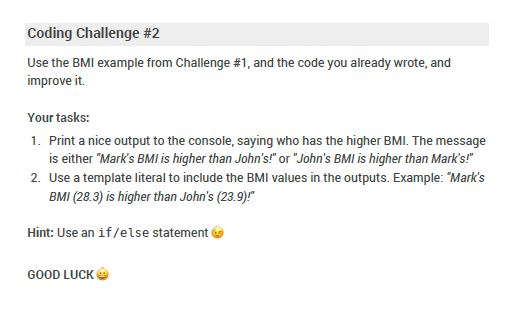 Coding Challenge #2
Use the BMI example from Challenge #1, and the code you already wrote, and
improve it.
Your tasks:
1. Print a nice output to the console, saying who has the higher BMI. The message
is either "Mark's BMI is higher than John's!" or "John's BMI is higher than Mark's!"
2. Use a template literal to include the BMI values in the outputs. Example: "Mark's
BMI (28.3) is higher than John's (23.9)!"
Hint: Use an if/else statement 😉
GOOD LUCK 😀